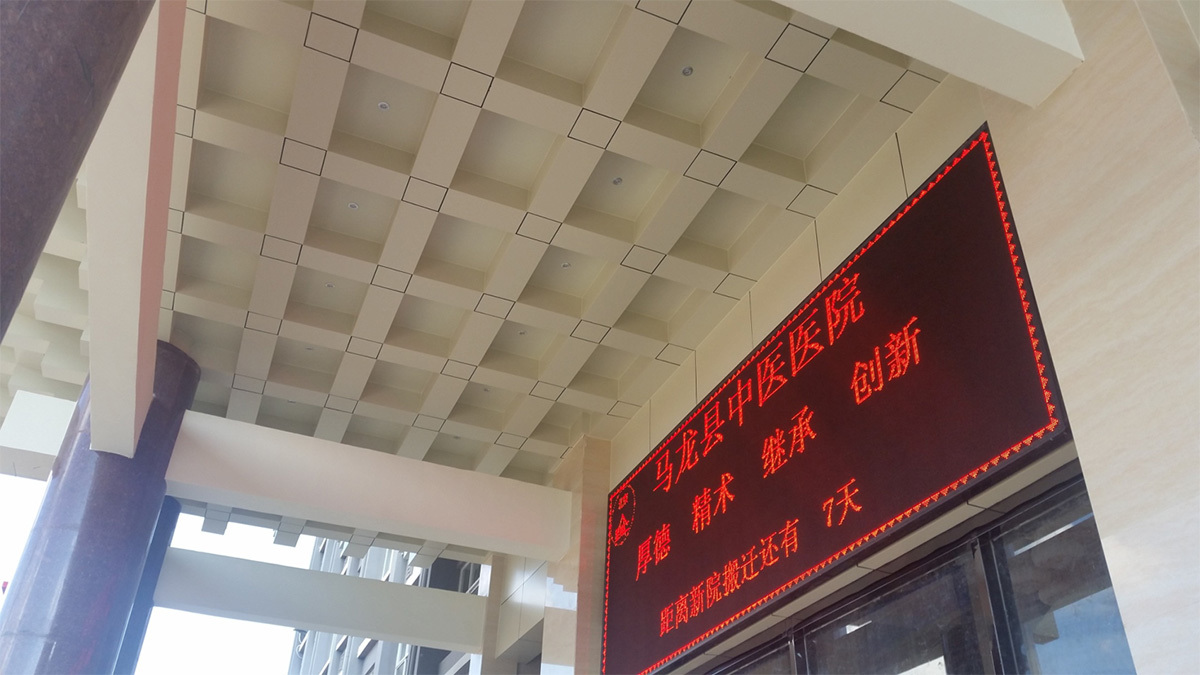 马龙县中医医院
厚德 精术 继承 创新
距离新院搬迁还有 7天